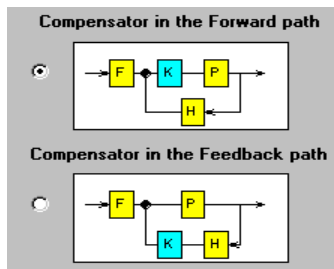 Compensator in the Forward path
F K P
H
Compensator in the Feedback path
F P
K H